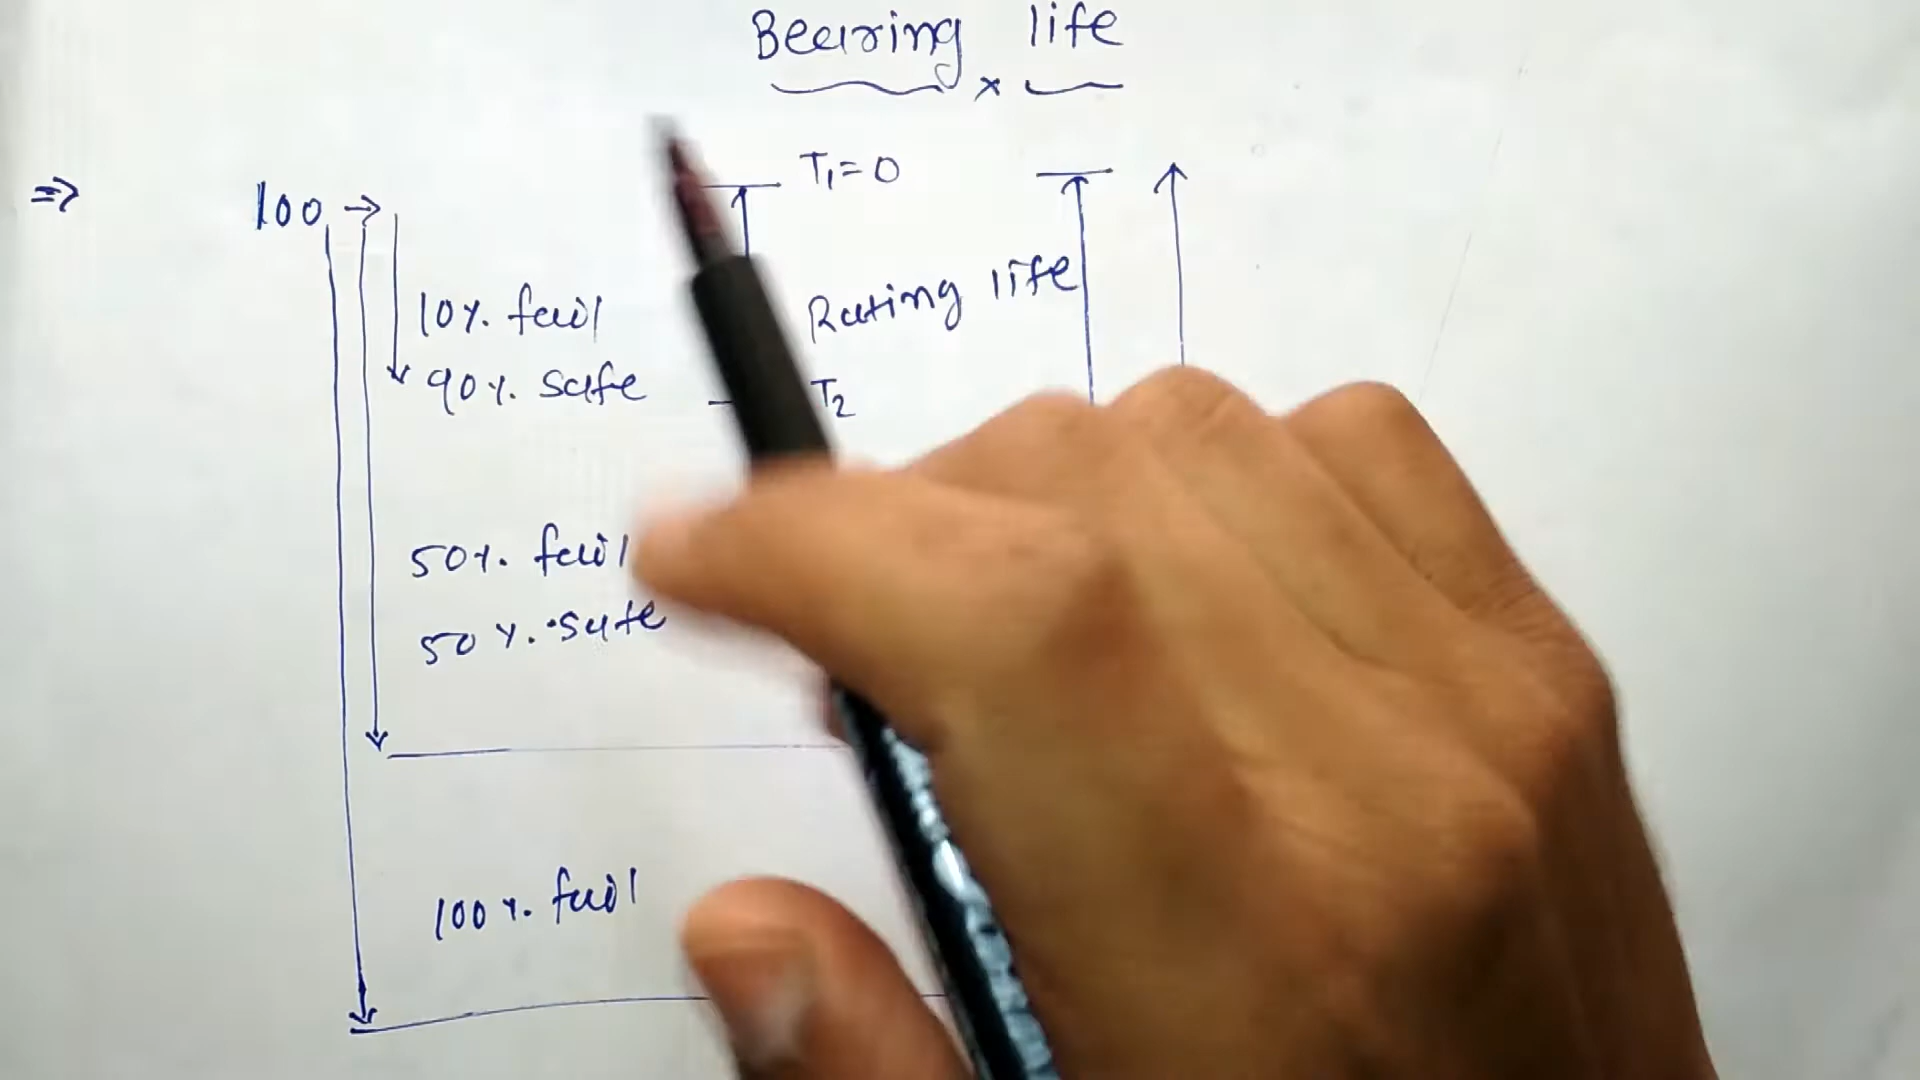 Bearing life
x
T₁=0
⇒ 100 →
Rating life
10%. fail
90%. safe
T₂
50%. fail
50%. safe
100%. fail